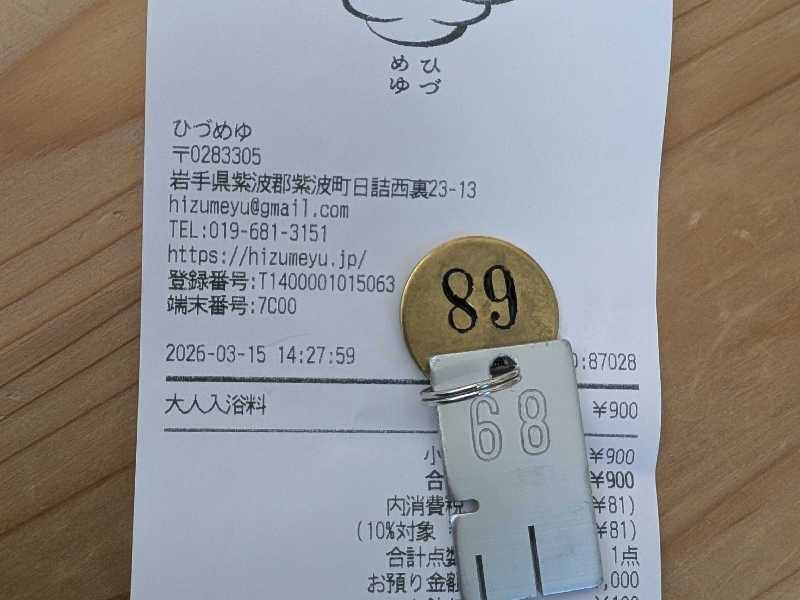 ひづ
めゆ
ひづめゆ
〒0283305
岩手県紫波郡紫波町日詰西裏23-13
hizumeyu@gmail.com
TEL:019-681-3151
https://hizumeyu.jp/
登録番号:T1400001015063
端末番号:7C00
2026-03-15 14:27:59 :87028
大人入浴料 ¥900
小 ¥900
合 ¥900
内消費税 ¥81)
(10%対象 ¥81)
合計点数 1点
お預り金額 ,000
89
68